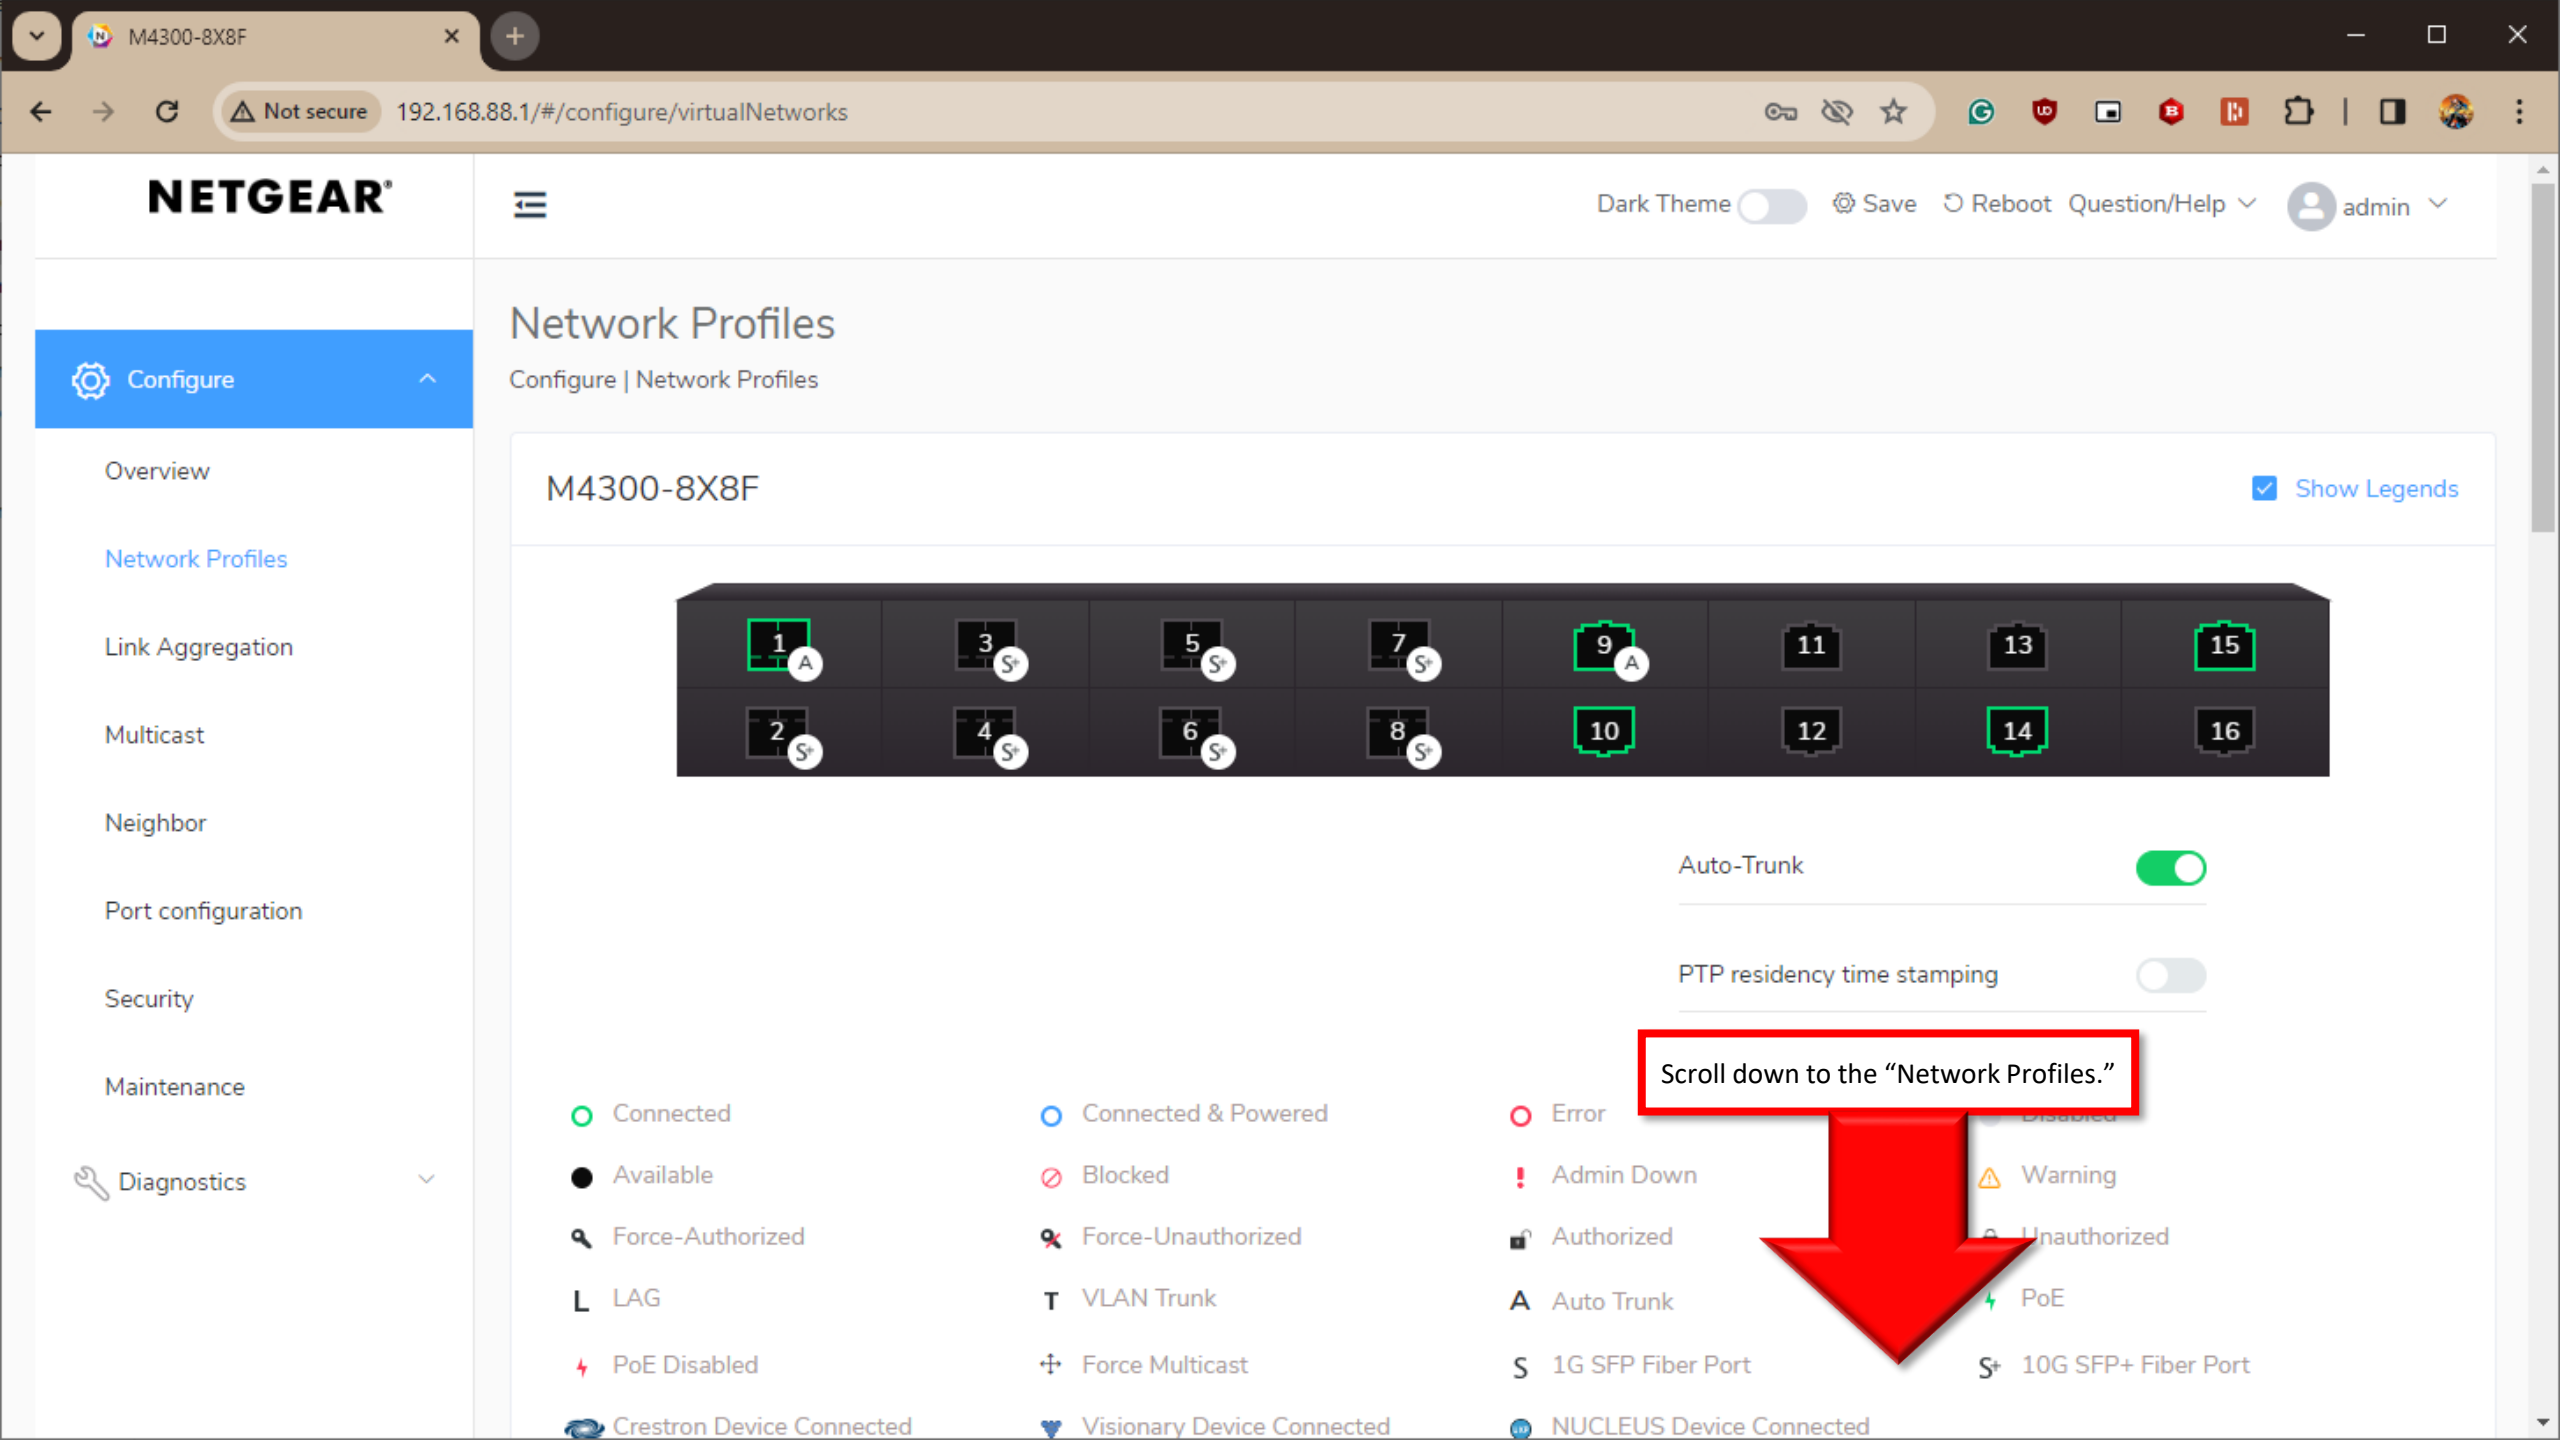 M4300-8X8F
Not secure 192.168.88.1/#/configure/virtualNetworks
NETGEAR®
Dark Theme Save Reboot Question/Help admin
Network Profiles
Configure | Network Profiles
Configure
Overview
Network Profiles
Link Aggregation
Multicast
Neighbor
Port configuration
Security
Maintenance
Diagnostics
M4300-8X8F
Show Legends
1 A 3 S+ 5 S+ 7 S+ 9 A 11 13 15
2 S+ 4 S+ 6 S+ 8 S+ 10 12 14 16
Auto-Trunk
PTP residency time stamping
Scroll down to the “Network Profiles.”
Connected Connected & Powered Error Disabled
Available Blocked Admin Down Warning
Force-Authorized Force-Unauthorized Authorized Unauthorized
L LAG T VLAN Trunk A Auto Trunk PoE
PoE Disabled Force Multicast S 1G SFP Fiber Port S+ 10G SFP+ Fiber Port
Crestron Device Connected Visionary Device Connected NUCLEUS Device Connected